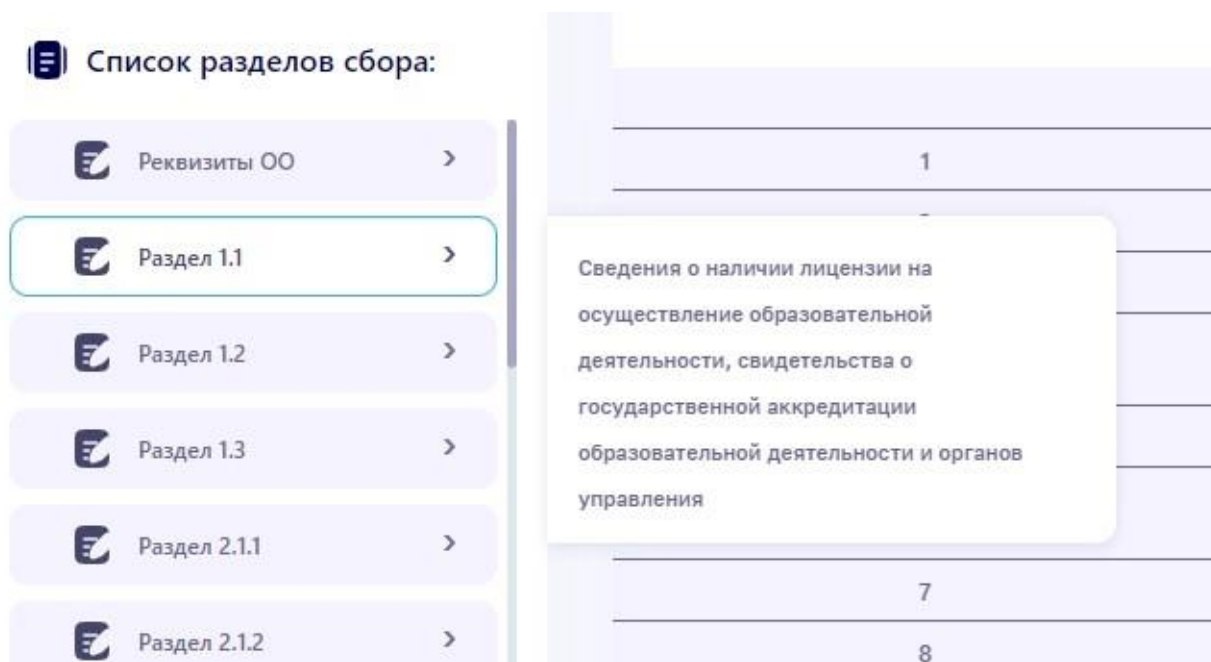 Список разделов сбора:
Реквизиты ОО
Раздел 1.1
Раздел 1.2
Раздел 1.3
Раздел 2.1.1
Раздел 2.1.2
1
Сведения о наличии лицензии на
осуществление образовательной
деятельности, свидетельства о
государственной аккредитации
образовательной деятельности и органов
управления
7
8